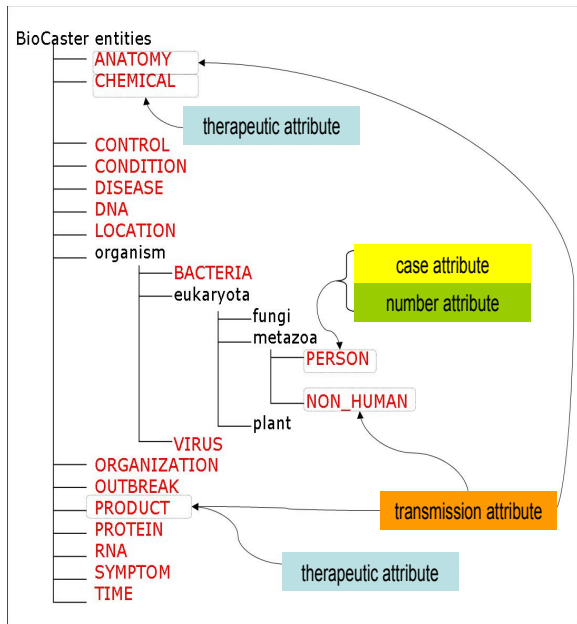 BioCaster entities
ANATOMY
CHEMICAL
therapeutic attribute
CONTROL
CONDITION
DISEASE
DNA
LOCATION
organism
BACTERIA
eukaryota
case attribute
number attribute
fungi
metazoa
PERSON
NON_HUMAN
plant
VIRUS
ORGANIZATION
OUTBREAK
PRODUCT
transmission attribute
PROTEIN
RNA
SYMPTOM
therapeutic attribute
TIME